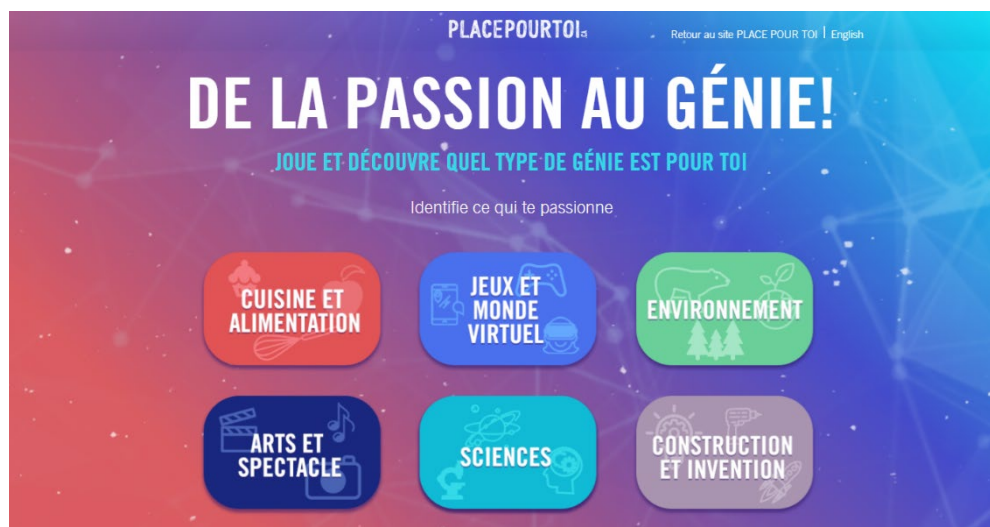 PLACEPOURTOI.ca
Retour au site PLACE POUR TOI | English
DE LA PASSION AU GÉNIE!
JOUE ET DÉCOUVRE QUEL TYPE DE GÉNIE EST POUR TOI
Identifie ce qui te passionne
CUISINE ET
ALIMENTATION
JEUX ET
MONDE
VIRTUEL
ENVIRONNEMENT
ARTS ET
SPECTACLE
SCIENCES
CONSTRUCTION
ET INVENTION